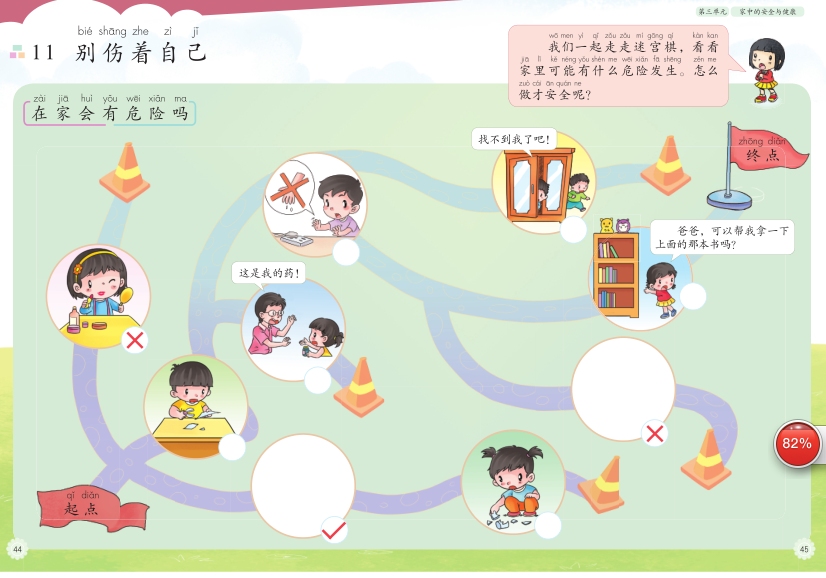 第三单元 家中的安全与健康
bié shāng zhe zì jǐ
11 别伤着自己
wǒ men yì qǐ zǒu zǒu mí gōng qí kàn kan
我们一起走走迷宫棋，看看
jiā lǐ kě néng yǒu shén me wēi xiǎn fā shēng zěn me
家里可能有什么危险发生。怎么
zuò cái ān quán ne
做才安全呢？
zài jiā huì yǒu wēi xiǎn ma
在家会有危险吗
找不到我了吧！
zhōng diǎn
终点
爸爸，可以帮我拿一下
上面的那本书吗？
这是我的药！
82%
qǐ diǎn
起点
44
45